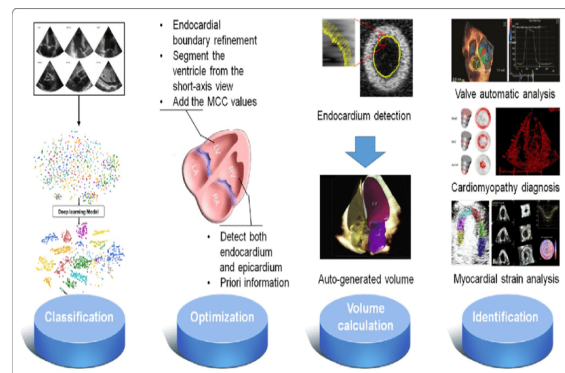 Deep learning Model
Classification
• Endocardial
boundary refinement
• Segment the
ventricle from the
short-axis view
• Add the MCC values
• Detect both
endocardium
and epicardium
• Priori information
Optimization
Endocardium detection
Auto-generated volume
Volume
calculation
Valve automatic analysis
Cardiomyopathy diagnosis
Myocardial strain analysis
Identification